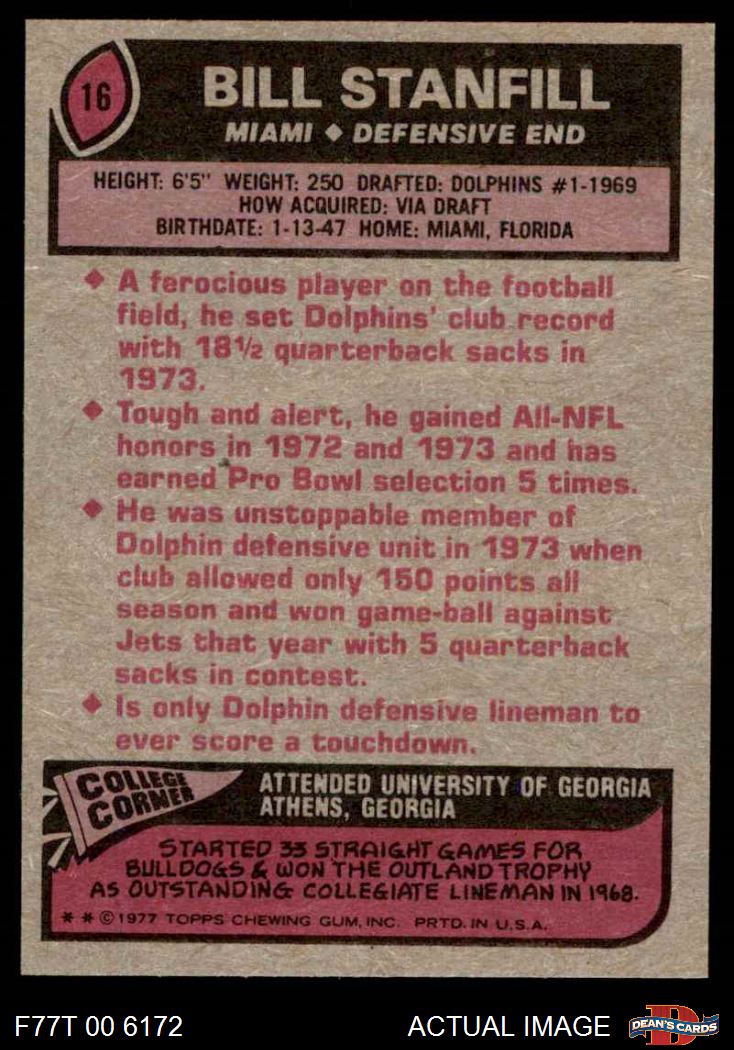 16
BILL STANFILL
MIAMI ◆ DEFENSIVE END
HEIGHT: 6'5" WEIGHT: 250 DRAFTED: DOLPHINS #1-1969
HOW ACQUIRED: VIA DRAFT
BIRTHDATE: 1-13-47 HOME: MIAMI, FLORIDA
◆ A ferocious player on the football
field, he set Dolphins' club record
with 18½ quarterback sacks in
1973.
◆ Tough and alert, he gained All-NFL
honors in 1972 and 1973 and has
earned Pro Bowl selection 5 times.
◆ He was unstoppable member of
Dolphin defensive unit in 1973 when
club allowed only 150 points all
season and won game-ball against
Jets that year with 5 quarterback
sacks in contest.
◆ Is only Dolphin defensive lineman to
ever score a touchdown.
COLLEGE
CORNER
ATTENDED UNIVERSITY OF GEORGIA
ATHENS, GEORGIA
STARTED 33 STRAIGHT GAMES FOR
BULLDOGS & WON THE OUTLAND TROPHY
AS OUTSTANDING COLLEGIATE LINEMAN IN 1968.
* * © 1977 TOPPS CHEWING GUM, INC. PRTD. IN U.S.A.
F77T 00 6172
ACTUAL IMAGE
D
DEAN'S CARDS